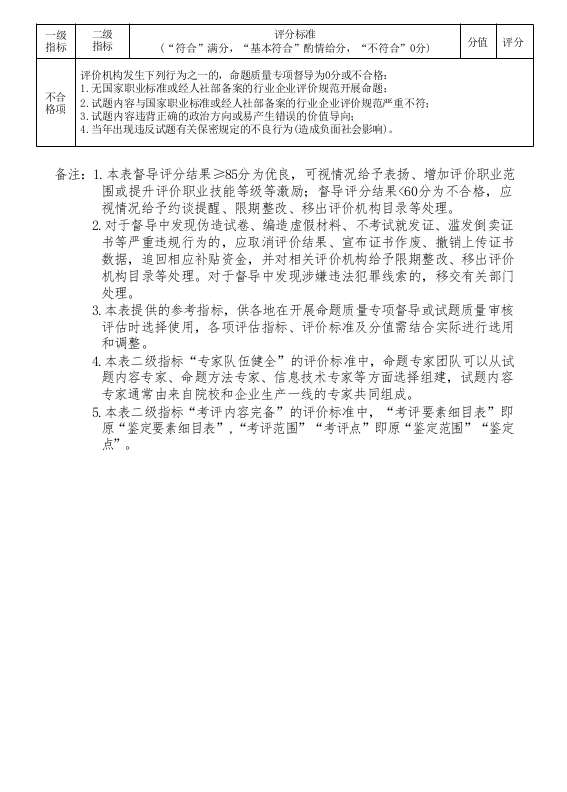 一级
指标
二级
指标
评分标准
(“符合”满分，“基本符合”酌情给分，“不符合”0分)
分值
评分
不合
格项
评价机构发生下列行为之一的，命题质量专项督导为0分或不合格：
1.无国家职业标准或经人社部备案的行业企业评价规范开展命题；
2.试题内容与国家职业标准或经人社部备案的行业企业评价规范严重不符；
3.试题内容违背正确的政治方向或易产生错误的价值导向；
4.当年出现违反试题有关保密规定的不良行为(造成负面社会影响)。
备注：1.本表督导评分结果≥85分为优良，可视情况给予表扬、增加评价职业范
围或提升评价职业技能等级等激励；督导评分结果<60分为不合格，应
视情况给予约谈提醒、限期整改、移出评价机构目录等处理。
2.对于督导中发现伪造试卷、编造虚假材料、不考试就发证、滥发倒卖证
书等严重违规行为的，应取消评价结果、宣布证书作废、撤销上传证书
数据，追回相应补贴资金，并对相关评价机构给予限期整改、移出评价
机构目录等处理。对于督导中发现涉嫌违法犯罪线索的，移交有关部门
处理。
3.本表提供的参考指标，供各地在开展命题质量专项督导或试题质量审核
评估时选择使用，各项评估指标、评价标准及分值需结合实际进行选用
和调整。
4.本表二级指标“专家队伍健全”的评价标准中，命题专家团队可以从试
题内容专家、命题方法专家、信息技术专家等方面选择组建，试题内容
专家通常由来自院校和企业生产一线的专家共同组成。
5.本表二级指标“考评内容完备”的评价标准中，“考评要素细目表”即
原“鉴定要素细目表”,“考评范围”“考评点”即原“鉴定范围”“鉴定
点”。